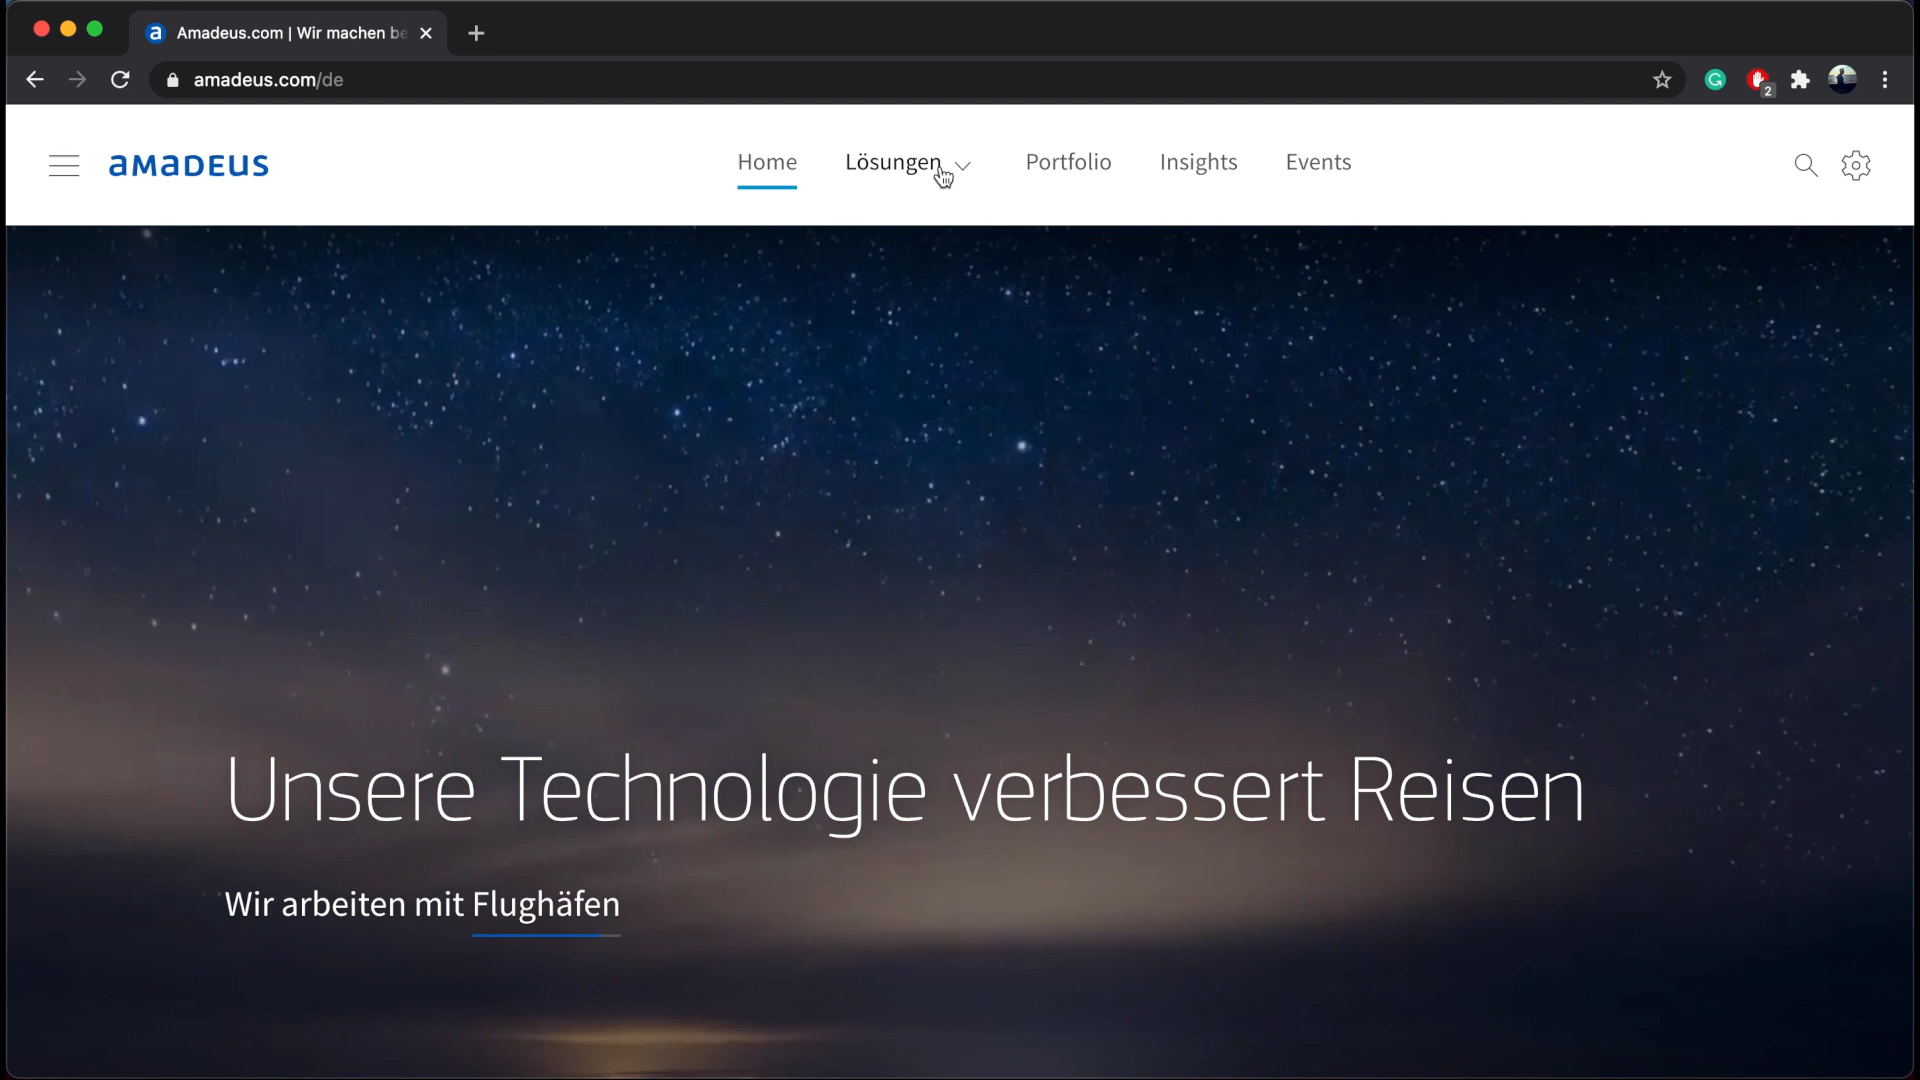 Amadeus.com | Wir machen be
amadeus.com/de
2
amadeus
Home Lösungen Portfolio Insights Events
Unsere Technologie verbessert Reisen
Wir arbeiten mit Flughäfen